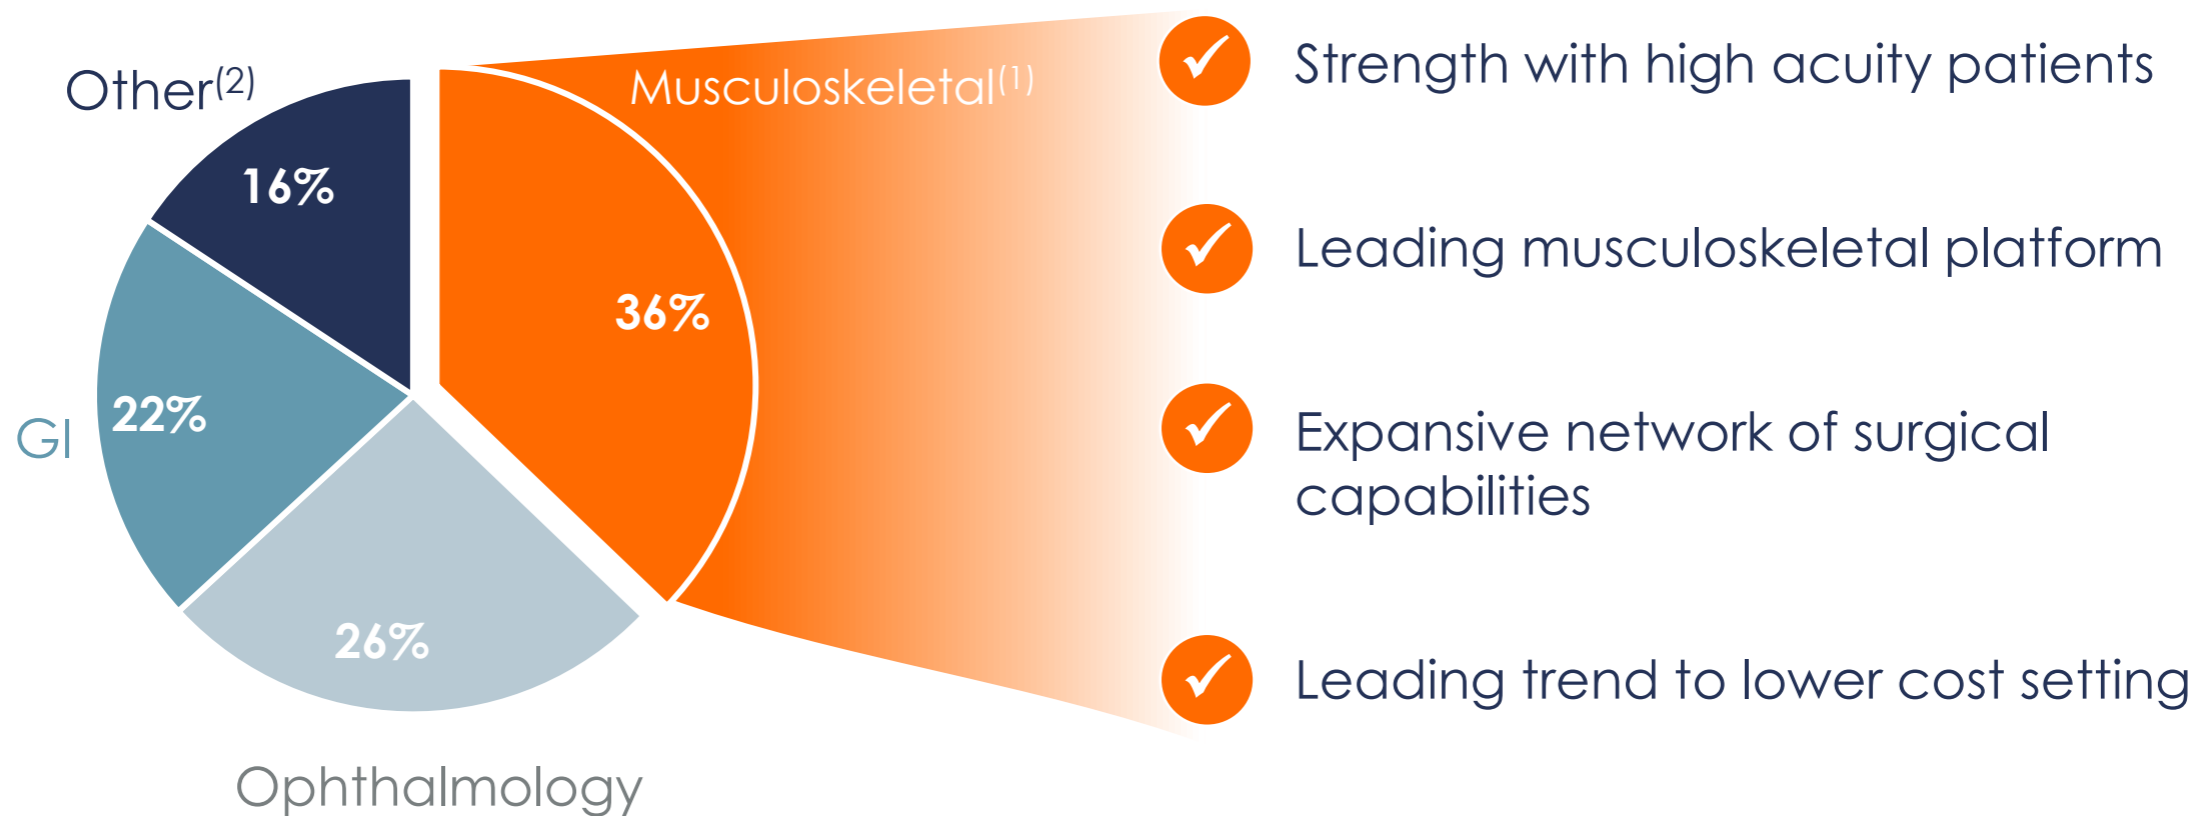 Other(2)
Musculoskeletal(1)
16%
36%
22%
GI
26%
Ophthalmology
Strength with high acuity patients
Leading musculoskeletal platform
Expansive network of surgical
capabilities
Leading trend to lower cost setting